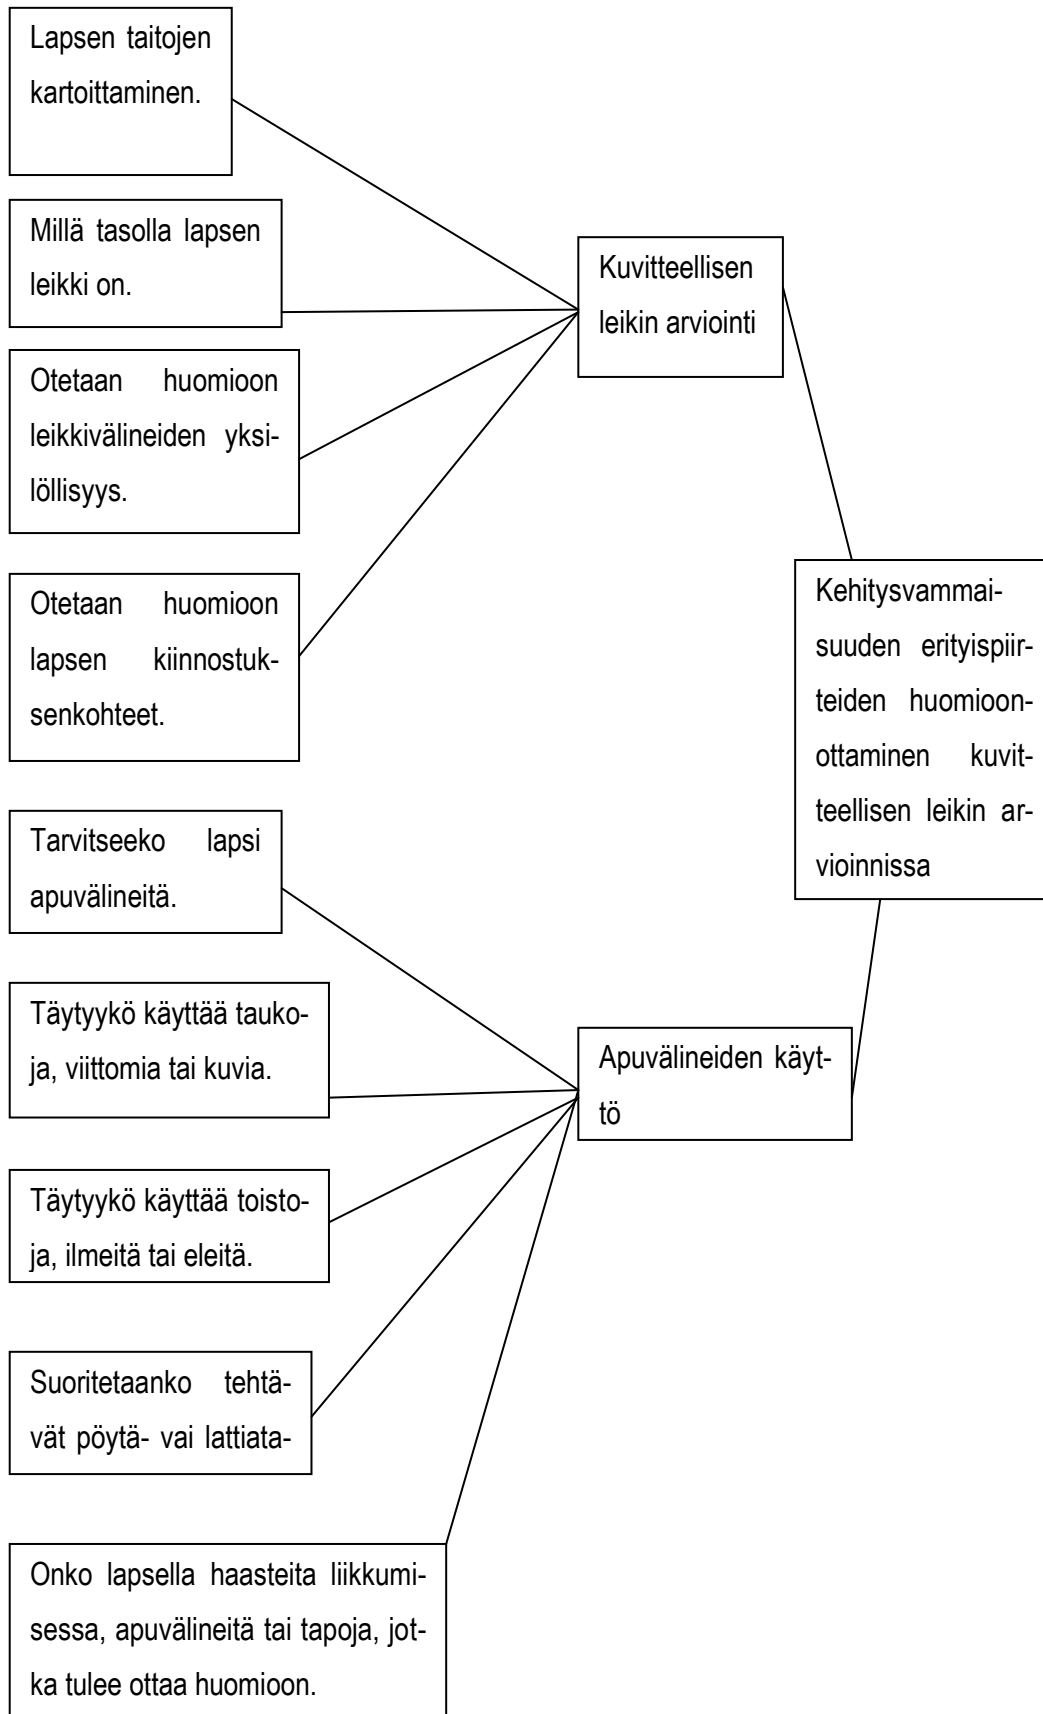 Lapsen taitojen
kartoittaminen.
Millä tasolla lapsen
leikki on.
Otetaan huomioon
leikkivälineiden yksi-
löllisyys.
Otetaan huomioon
lapsen kiinnostuk-
senkohteet.
Kuvitteellisen
leikin arviointi
Tarvitseeko lapsi
apuvälineitä.
Täytyykö käyttää tauko-
ja, viittomia tai kuvia.
Täytyykö käyttää toisto-
ja, ilmeitä tai eleitä.
Suoritetaanko tehtä-
vät pöytä- vai lattiata-
Onko lapsella haasteita liikkumi-
sessa, apuvälineitä tai tapoja, jot-
ka tulee ottaa huomioon.
Apuvälineiden käyt-
tö
Kehitysvammai-
suuden erityispiir-
teiden huomioon-
ottaminen kuvit-
teellisen leikin ar-
vioinnissa